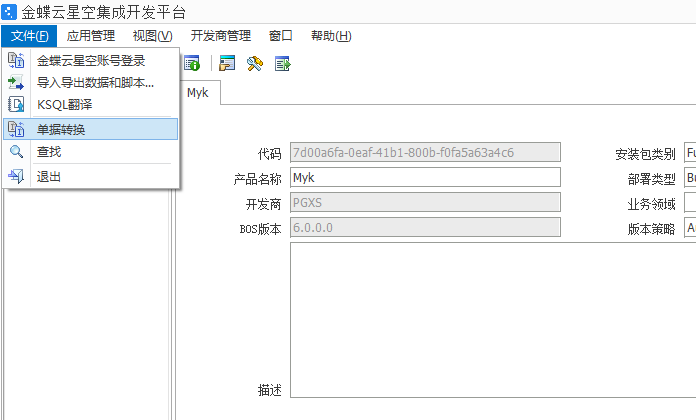 金蝶云星空集成开发平台
文件(F) 应用管理 视图(V) 开发商管理 窗口 帮助(H)
金蝶云星空账号登录
导入导出数据和脚本...
KSQL翻译
单据转换
查找
退出
Myk
代码 7d00a6fa-0eaf-41b1-800b-f0fa5a63a4c6 安装包类别 Fu
产品名称 Myk 部署类型 Bu
开发商 PGXS 业务领域
BOS版本 6.0.0.0 版本策略
描述